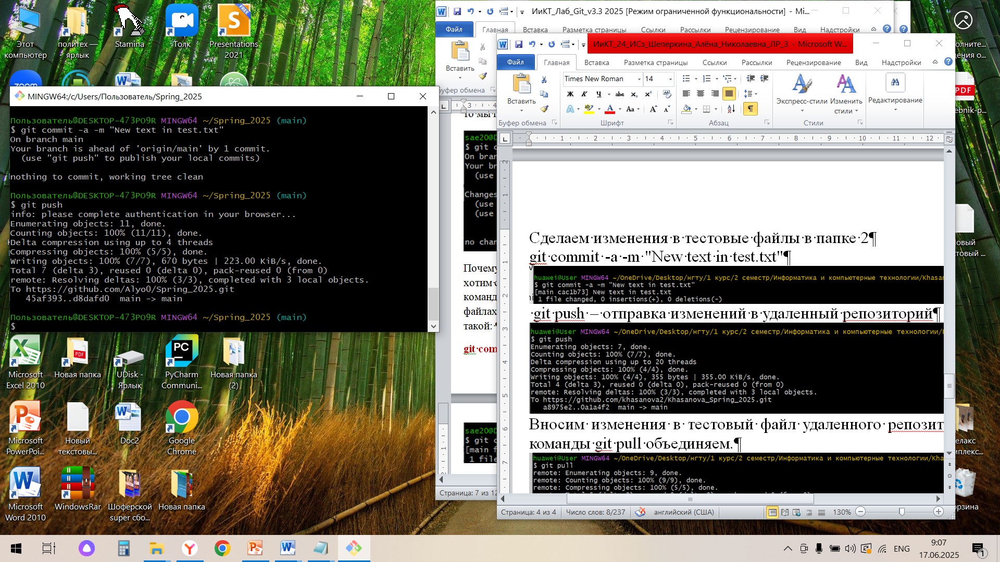 Этот компьютер
политех — ярлык
Stamina
Толк
Presentations 2021
FREE
zoom
MINGW64:/c/Users/Пользователь/Spring_2025
Пользователь@DESKTOP-473PO9R MINGW64 ~/Spring_2025 (main)
$ git commit -a -m "New text in test.txt"
On branch main
Your branch is ahead of 'origin/main' by 1 commit.
(use "git push" to publish your local commits)
nothing to commit, working tree clean
Пользователь@DESKTOP-473PO9R MINGW64 ~/Spring_2025 (main)
$ git push
info: please complete authentication in your browser...
Enumerating objects: 11, done.
Counting objects: 100% (11/11), done.
Delta compression using up to 4 threads
Compressing objects: 100% (5/5), done.
Writing objects: 100% (7/7), 670 bytes | 223.00 KiB/s, done.
Total 7 (delta 3), reused 0 (delta 0), pack-reused 0 (from 0)
remote: Resolving deltas: 100% (3/3), completed with 3 local objects.
To https://github.com/Alyo0/Spring_2025.git
45af393..d8dafd0 main -> main
Пользователь@DESKTOP-473PO9R MINGW64 ~/Spring_2025 (main)
$
Microsoft Excel 2010
Новая папка
UDisk - Ярлык
PyCharm Communi...
Новая папка (2)
Microsoft PowerPoi...
Новый текстовы...
Doc2
Google Chrome
Microsoft Word 2010
WindowsRar
Шоферской super сбо...
Новая папка
ИиКТ_Лаб_Git_v3.3 2025 [Режим ограниченной функциональности] - Mi...
Файл Главная Вставка Разметка страницы Ссылки Рассылки Рецензирование Вид Надстройки
Вставить
Буфер обмена
sae20@D
$ git c
On bran
Your br
(use
Changes
(use
(use
no chan
Почему
хотим с
команд
файлах
такой:
git com
sae20@D
$ git c
[main f
1 file
Страница: 7 из 12
ИиКТ_24_ИСз_Шеперкина_Алёна_Николаевна_ЛР_3 - Microsoft W...
Файл Главная Вставка Разметка страницы Ссылки Рассылки Рецензирование Вид Надстройки
Times New Roman 14
Вставить
Экспресс-стили
Изменить стили
Редактирование
Буфер обмена Шрифт Абзац Стили
1 2 3 4 5 6 7 8 9 10 11 12
Сделаем·изменения·в·тестовые·файлы·в·папке·2¶
git·commit·-a·-m·"New·text·in·test.txt"¶
huawei@User MINGW64 ~/OneDrive/Desktop/нгту/1 курс/2 семестр/Информатика и компьютерные технологии/Khasan
$ git commit -a -m "New text in test.txt"
[main cac1b73] New text in test.txt
1 file changed, 0 insertions(+), 0 deletions(-)
·git·push·–·отправка·изменений·в·удаленный·репозиторий¶
huawei@User MINGW64 ~/OneDrive/Desktop/нгту/1 курс/2 семестр/Информатика и компьютерные технологии/K
$ git push
Enumerating objects: 7, done.
Counting objects: 100% (7/7), done.
Delta compression using up to 20 threads
Compressing objects: 100% (4/4), done.
Writing objects: 100% (4/4), 355 bytes | 355.00 KiB/s, done.
Total 4 (delta 3), reused 0 (delta 0), pack-reused 0 (from 0)
remote: Resolving deltas: 100% (3/3), completed with 3 local objects.
To https://github.com/khasanova2/Khasanova_Spring_2025.git
a8975e2..0a1a4f2 main -> main
Вносим·изменения·в·тестовый·файл·удаленного·репозит
команды·git·pull·объединяем.¶
huawei@User MINGW64 ~/OneDrive/Desktop/нгту/1 курс/2 семестр/Информатика и компьютерные технологии/Kha
$ git pull
remote: Enumerating objects: 9, done.
remote: Counting objects: 100% (9/9), done.
remote: Compressing objects: 100% (5/5), done.
Страница: 4 из 4 Число слов: 8/237 английский (США) 130%
ENG
9:07
17.06.2025
1